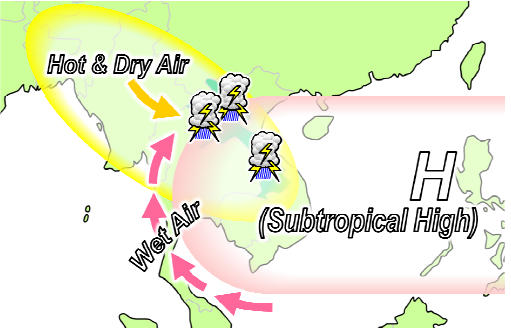 Hot & Dry Air
H
(Subtropical High)
Wet Air